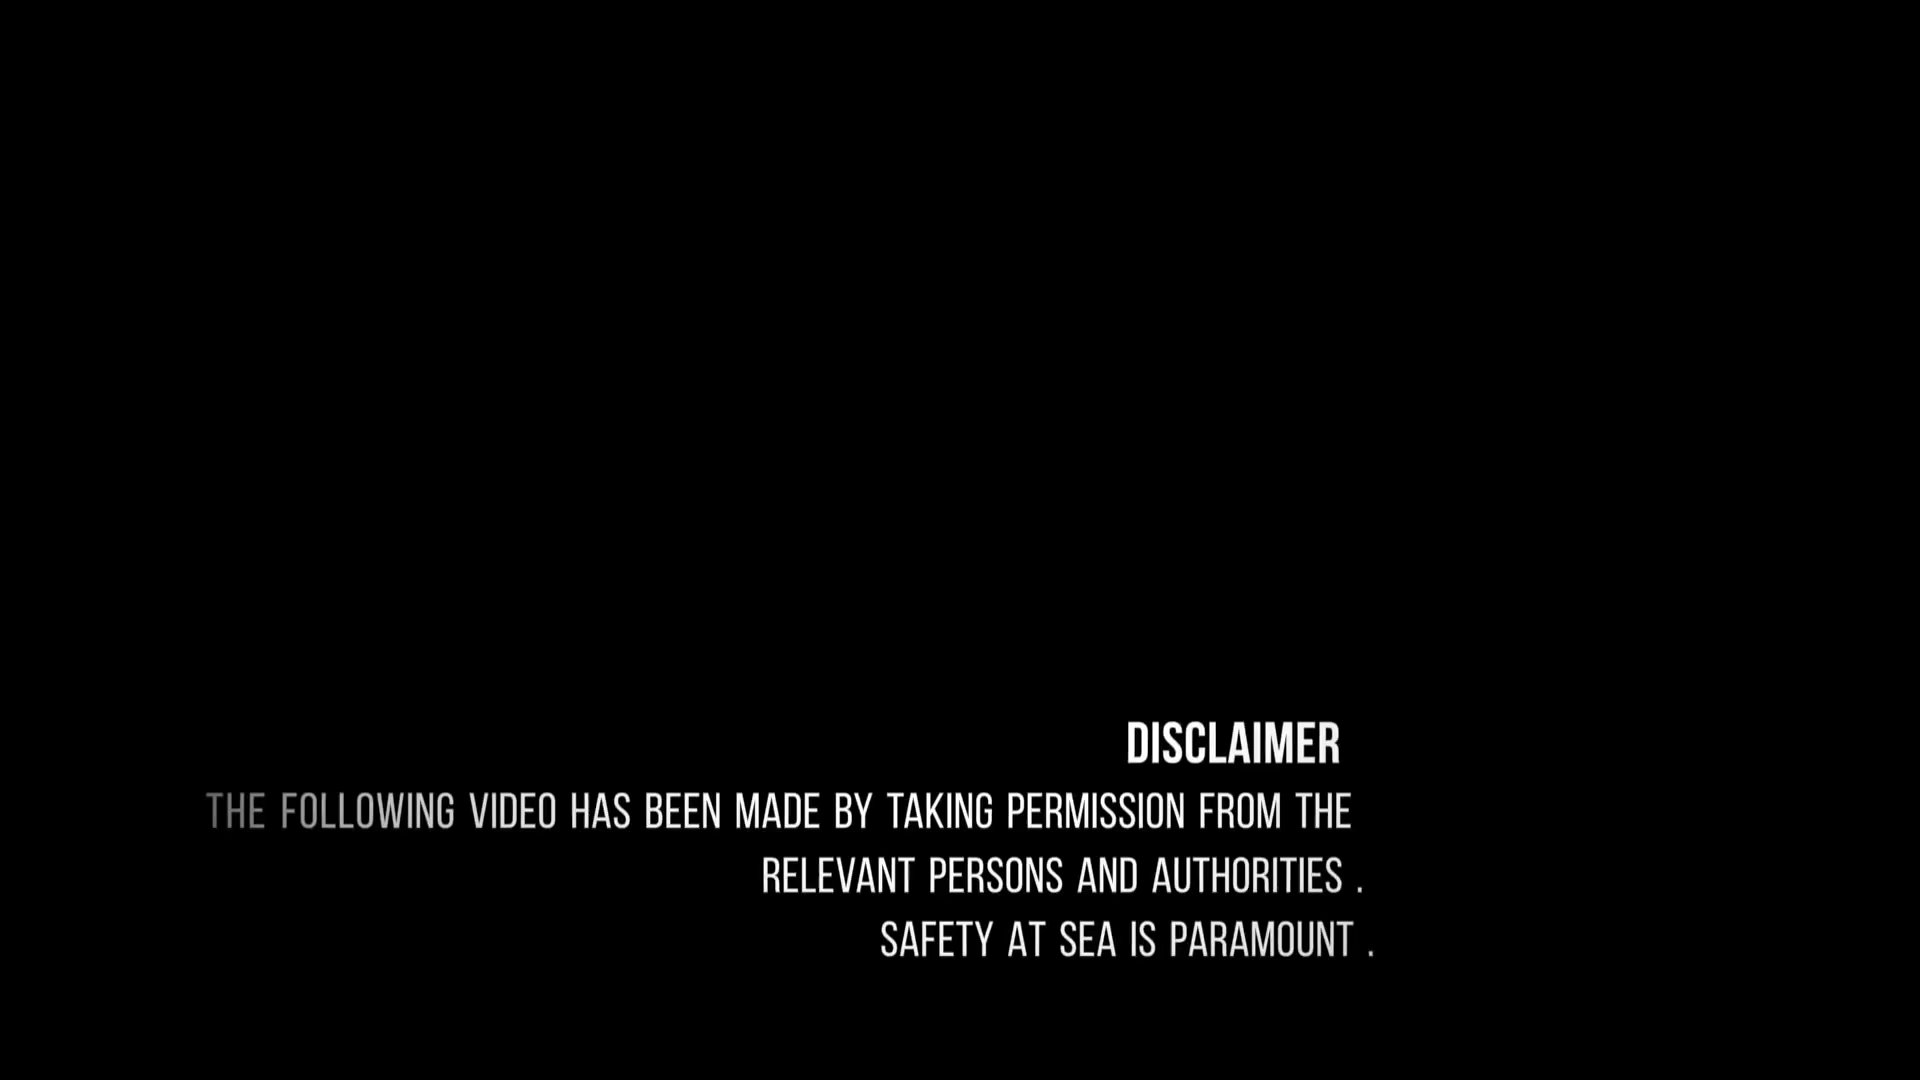 DISCLAIMER
THE FOLLOWING VIDEO HAS BEEN MADE BY TAKING PERMISSION FROM THE
RELEVANT PERSONS AND AUTHORITIES .
SAFETY AT SEA IS PARAMOUNT .